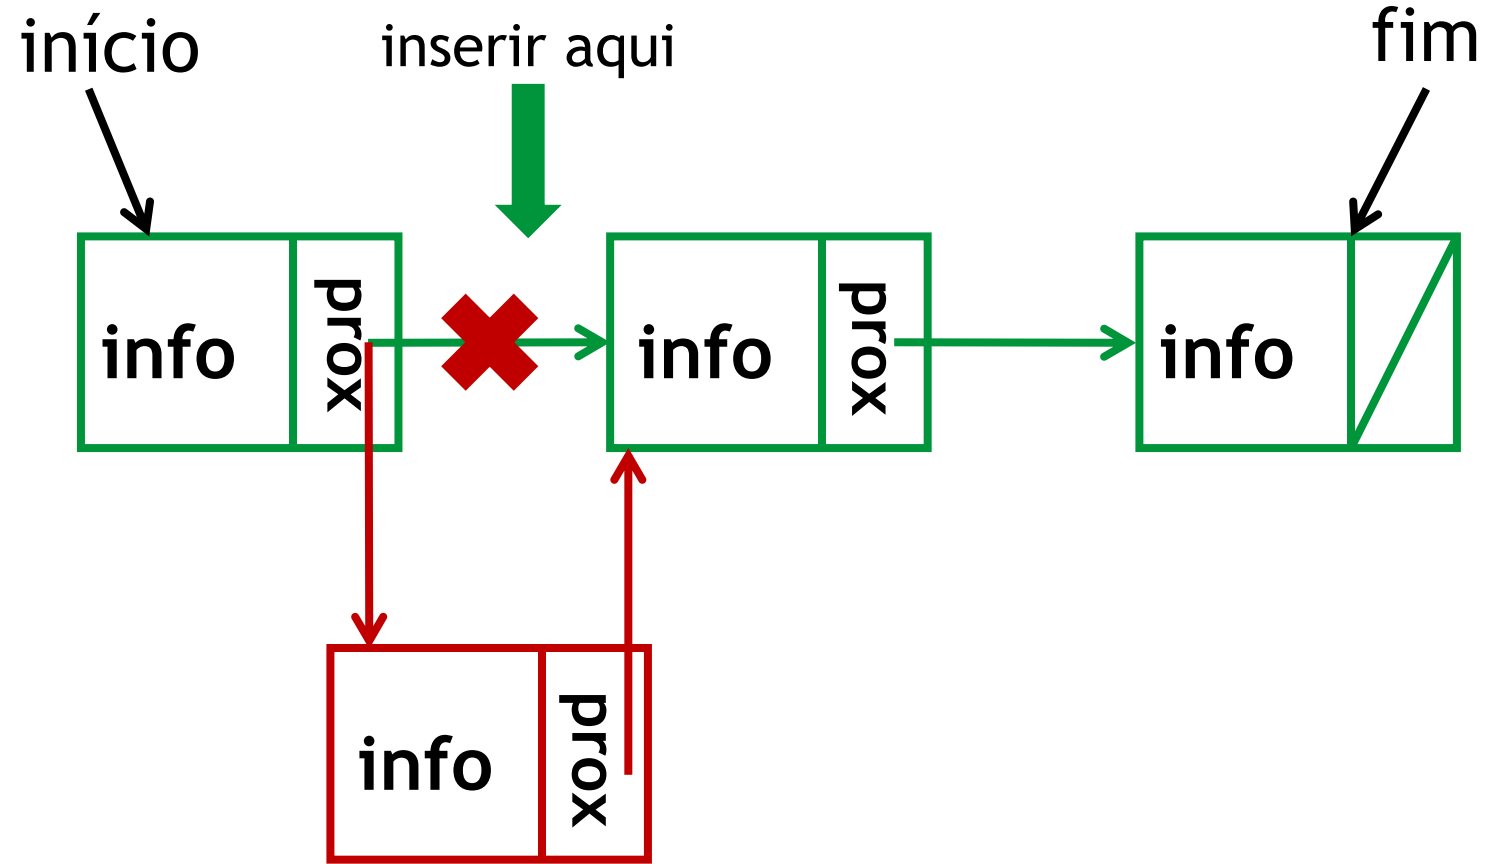 início
inserir aqui
fim
info
prox
info
prox
info
info
prox